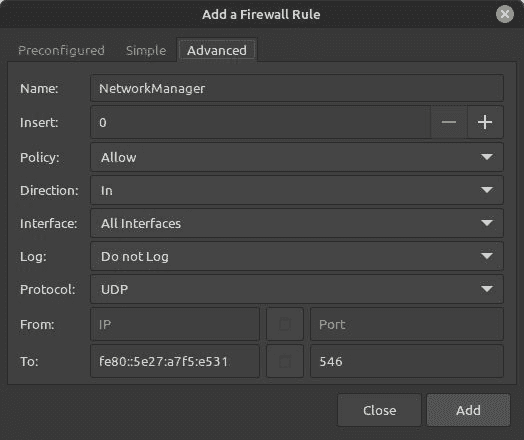 Add a Firewall Rule
Preconfigured Simple Advanced
Name: NetworkManager
Insert: 0
Policy: Allow
Direction: In
Interface: All Interfaces
Log: Do not Log
Protocol: UDP
From: IP Port
To: fe80::5e27:a7f5:e531 546
Close Add